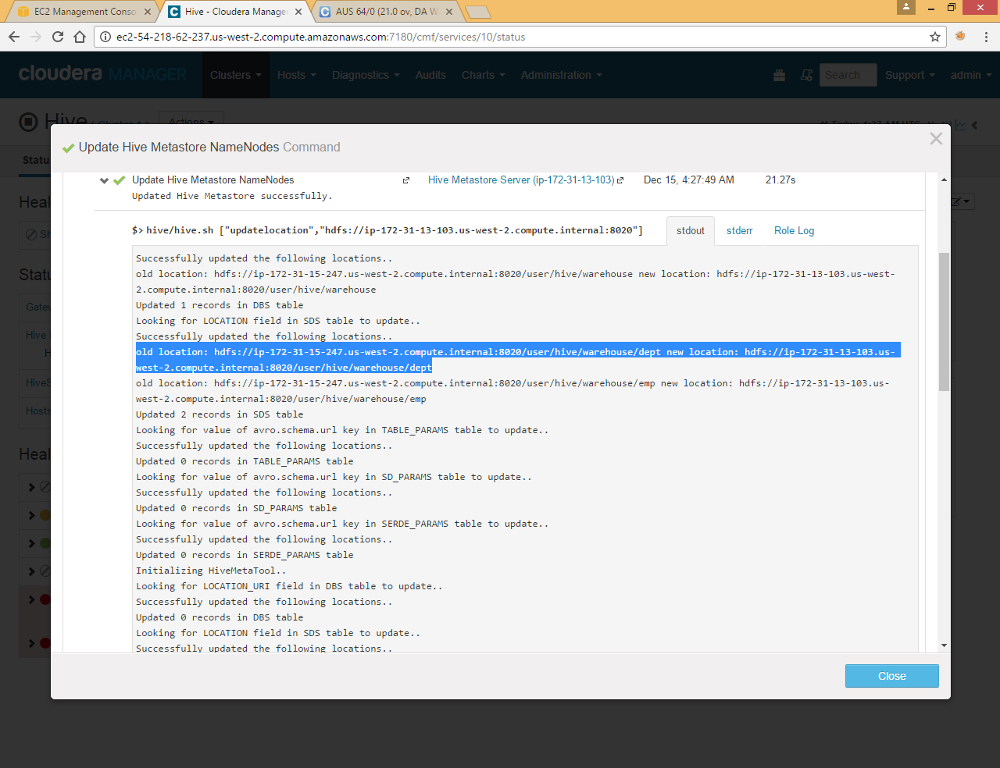 EC2 Management Conso
Hive - Cloudera Manage
AUS 64/0 (21.0 ov, DA W
ec2-54-218-62-237.us-west-2.compute.amazonaws.com:7180/cmf/services/10/status
cloudera MANAGER
Clusters
Hosts
Diagnostics
Audits
Charts
Administration
Search
Support
admin
Hive
Actions
Statu
Update Hive Metastore NameNodes Command
Update Hive Metastore NameNodes
Hive Metastore Server (ip-172-31-13-103)
Dec 15, 4:27:49 AM
21.27s
Updated Hive Metastore successfully.
Heal
$> hive/hive.sh ["updatelocation","hdfs://ip-172-31-13-103.us-west-2.compute.internal:8020"]
stdout
stderr
Role Log
Successfully updated the following locations..
old location: hdfs://ip-172-31-15-247.us-west-2.compute.internal:8020/user/hive/warehouse new location: hdfs://ip-172-31-13-103.us-west-
2.compute.internal:8020/user/hive/warehouse
Updated 1 records in DBS table
Looking for LOCATION field in SDS table to update..
Successfully updated the following locations..
old location: hdfs://ip-172-31-15-247.us-west-2.compute.internal:8020/user/hive/warehouse/dept new location: hdfs://ip-172-31-13-103.us-
west-2.compute.internal:8020/user/hive/warehouse/dept
old location: hdfs://ip-172-31-15-247.us-west-2.compute.internal:8020/user/hive/warehouse/emp new location: hdfs://ip-172-31-13-103.us-
west-2.compute.internal:8020/user/hive/warehouse/emp
Updated 2 records in SDS table
Looking for value of avro.schema.url key in TABLE_PARAMS table to update..
Successfully updated the following locations..
Updated 0 records in TABLE_PARAMS table
Looking for value of avro.schema.url key in SD_PARAMS table to update..
Successfully updated the following locations..
Updated 0 records in SD_PARAMS table
Looking for value of avro.schema.url key in SERDE_PARAMS table to update..
Successfully updated the following locations..
Updated 0 records in SERDE_PARAMS table
Initializing HiveMetaTool..
Looking for LOCATION_URI field in DBS table to update..
Successfully updated the following locations..
Updated 0 records in DBS table
Looking for LOCATION field in SDS table to update..
Successfully updated the following locations..
Statu
Gatew
Hive
HiveS
Hosts
Heal
Close